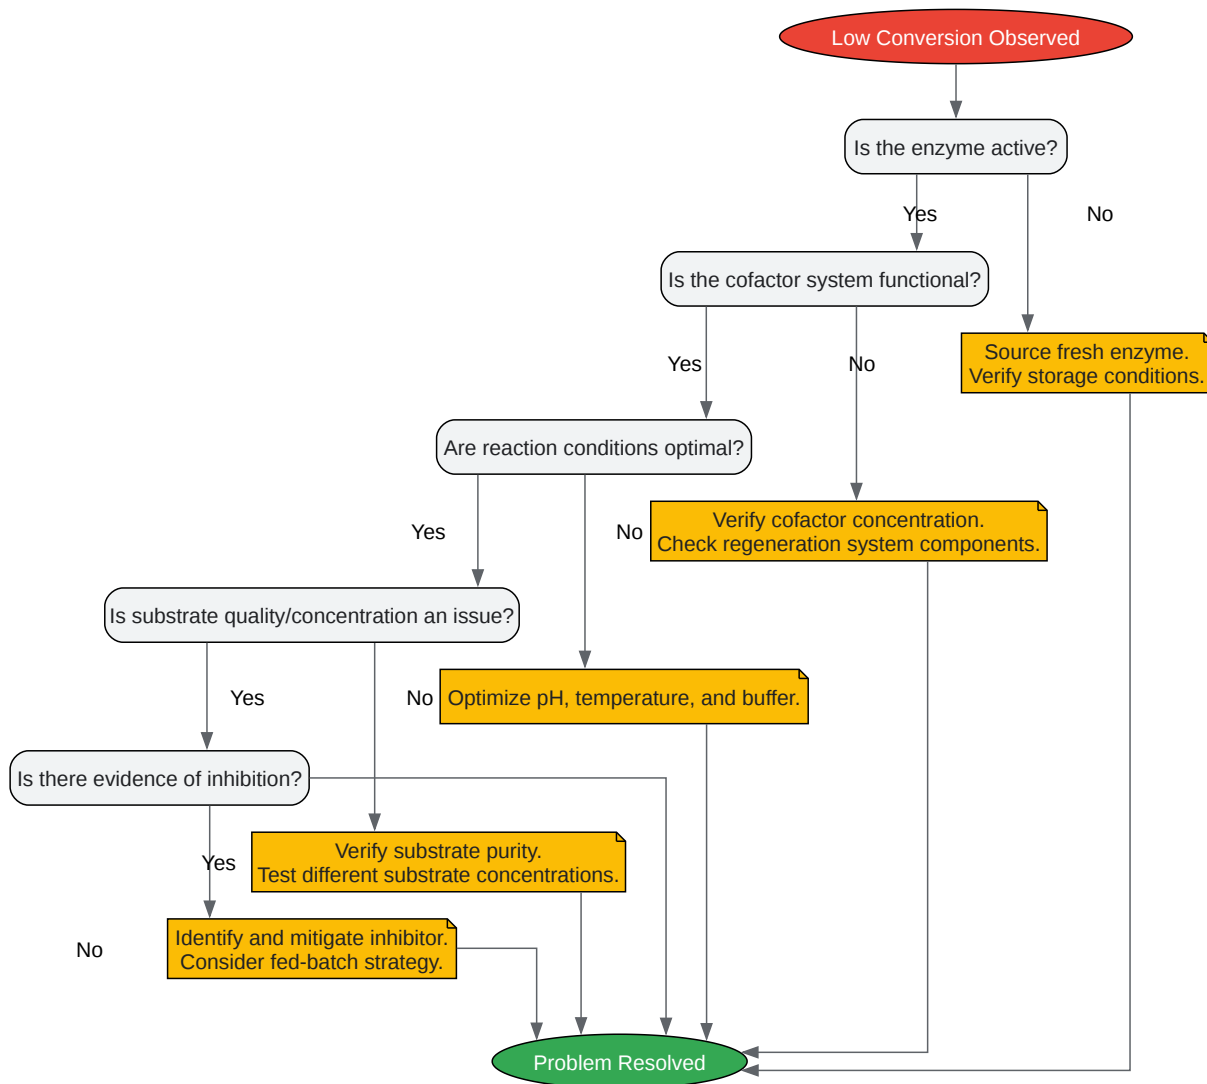 Low Conversion Observed
Is the enzyme active?
Yes
No
Is the cofactor system functional?
Source fresh enzyme.
Verify storage conditions.
Yes
No
Are reaction conditions optimal?
Verify cofactor concentration.
Check regeneration system components.
Yes
No
Is substrate quality/concentration an issue?
Optimize pH, temperature, and buffer.
Yes
No
Is there evidence of inhibition?
Verify substrate purity.
Test different substrate concentrations.
Yes
No
Identify and mitigate inhibitor.
Consider fed-batch strategy.
Problem Resolved